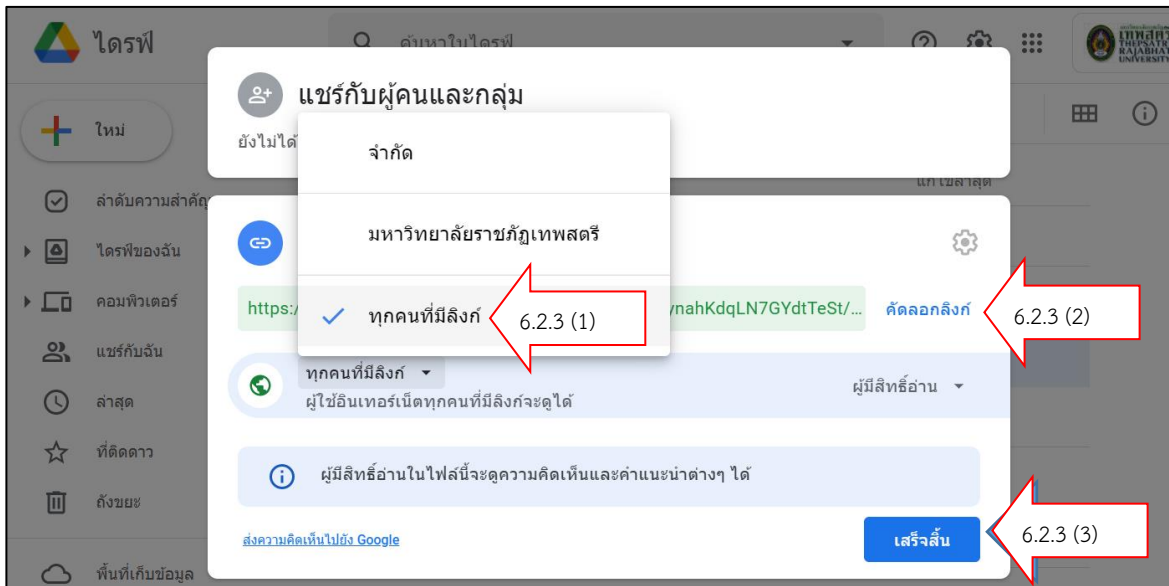 ไดรฟ์
ค้นหาในไดรฟ์
THEPSATRI
RAJABHAT
UNIVERSITY
แชร์กับผู้คนและกลุ่ม
ใหม่
ยังไม่ได้
จำกัด
แก้ไขล่าสุด
ลำดับความสำคัญ
มหาวิทยาลัยราชภัฏเทพสตรี
ไดรฟ์ของฉัน
คอมพิวเตอร์
https:/
ทุกคนที่มีลิงก์
6.2.3 (1)
ynahKdqLN7GYdtTeSt/...
คัดลอกลิงก์
6.2.3 (2)
แชร์กับฉัน
ทุกคนที่มีลิงก์
ผู้ใช้อินเทอร์เน็ตทุกคนที่มีลิงก์จะดูได้
ผู้มีสิทธิ์อ่าน
ล่าสุด
ที่ติดดาว
ผู้มีสิทธิ์อ่านในไฟล์นี้จะดูความคิดเห็นและคำแนะนำต่างๆ ได้
ถังขยะ
ส่งความคิดเห็นไปยัง Google
เสร็จสิ้น
6.2.3 (3)
พื้นที่เก็บข้อมูล